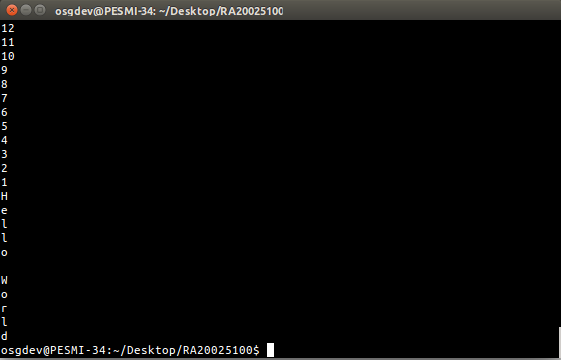 osgdev@PESMI-34: ~/Desktop/RA20025100
12
11
10
9
8
7
6
5
4
3
2
1
H
e
l
l
o

W
o
r
l
d
osgdev@PESMI-34:~/Desktop/RA20025100$